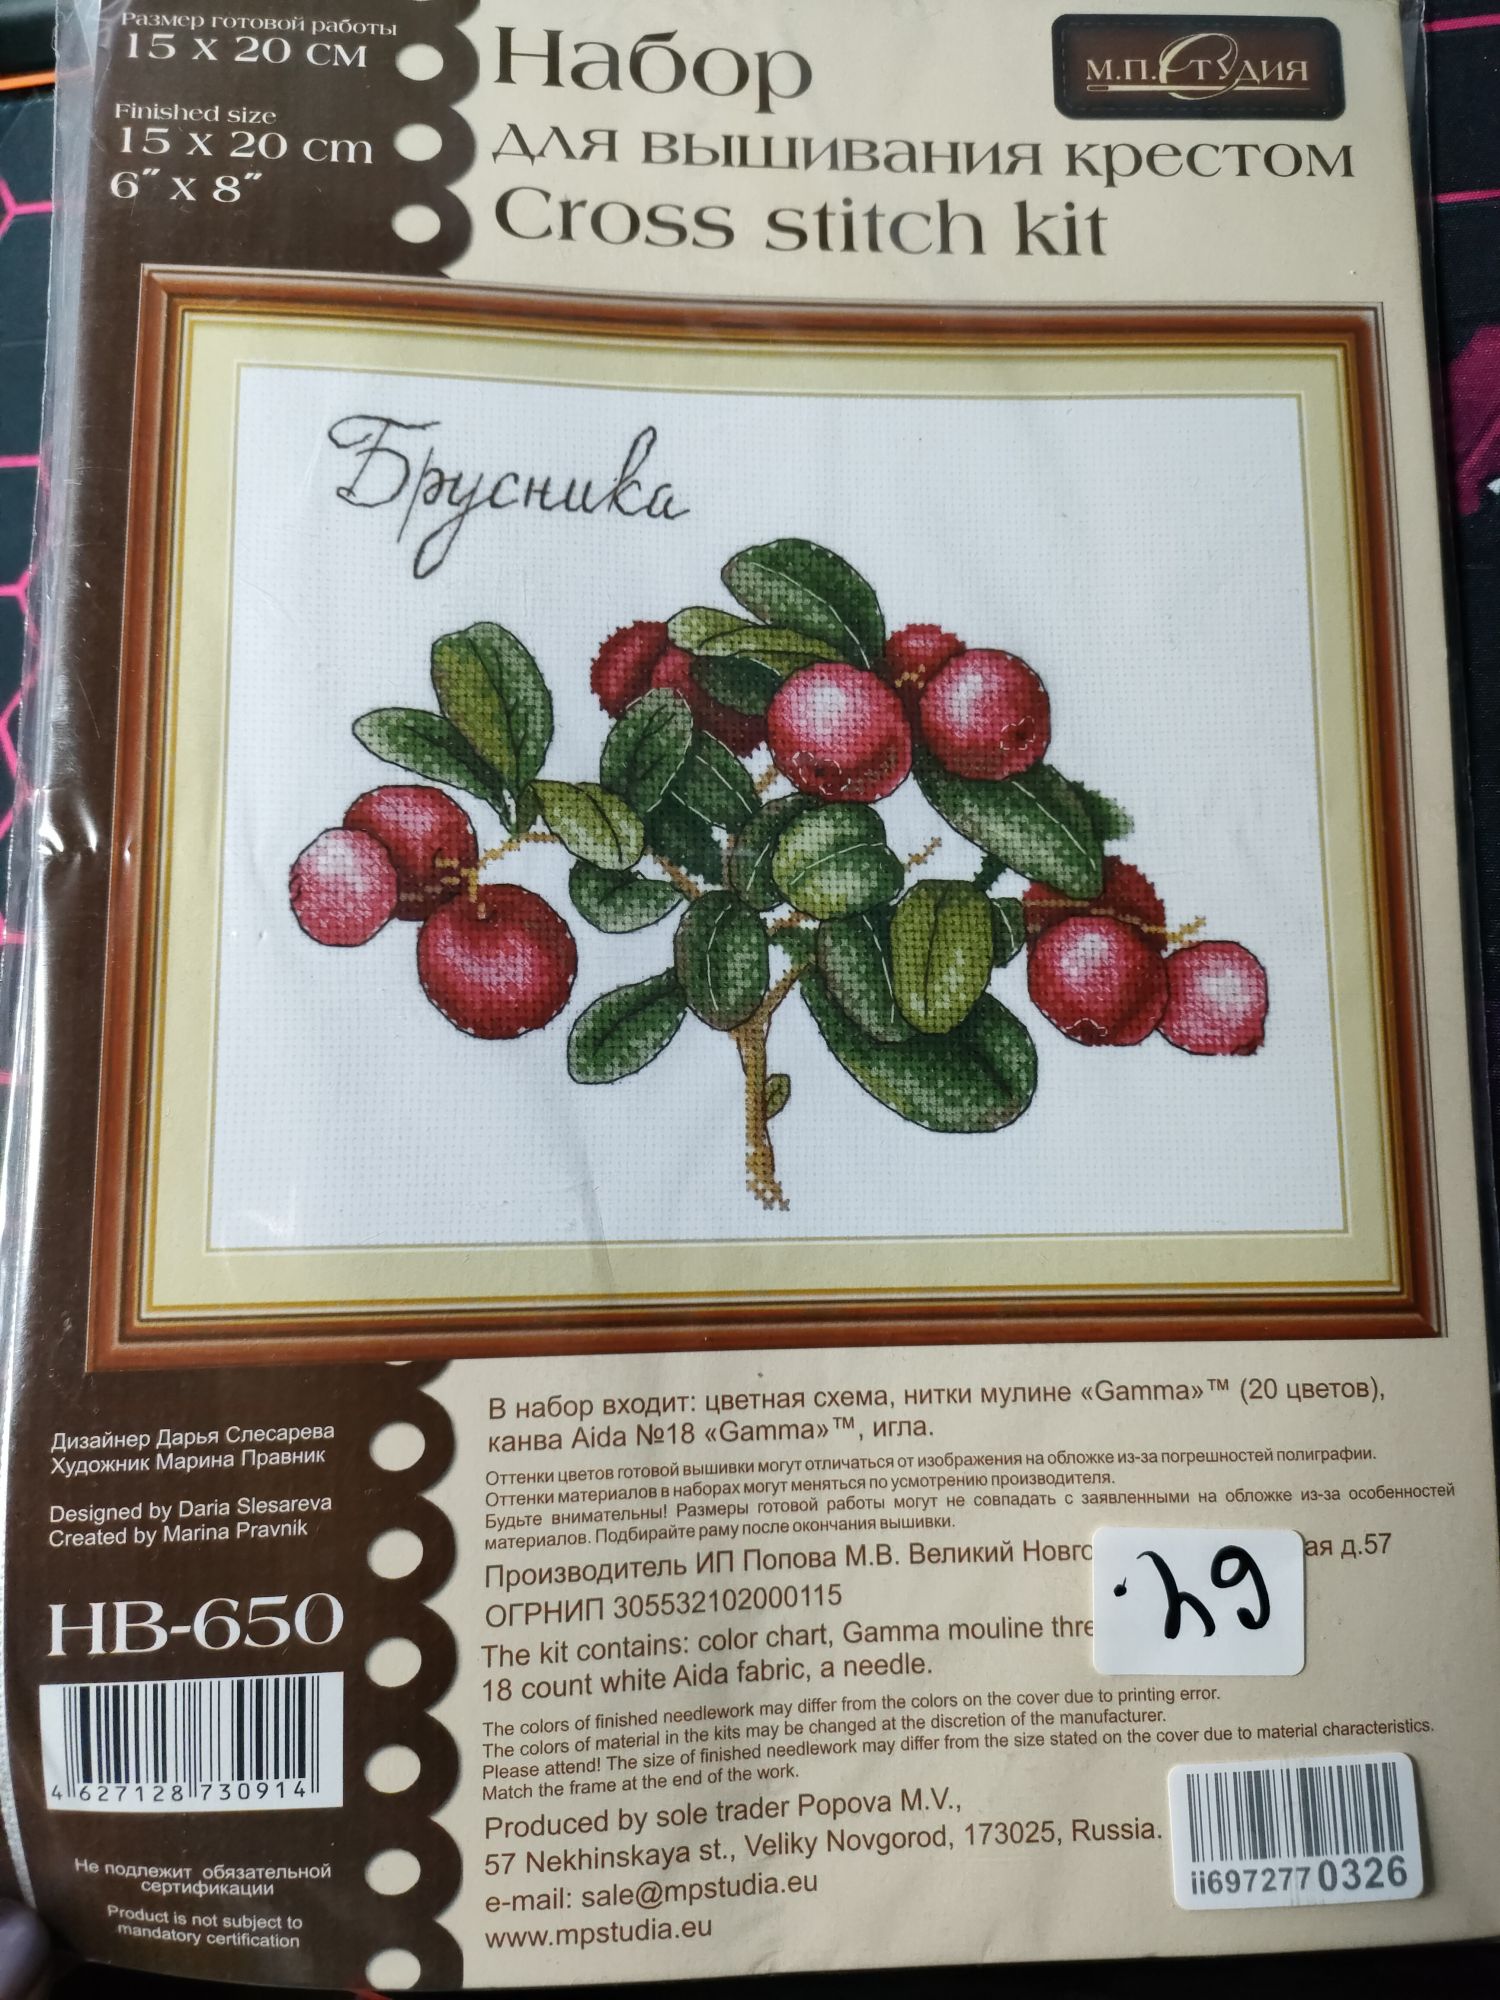 Размер готовой работы
15 х 20 см
Finished size
15 x 20 cm
6" x 8"
Набор
для вышивания крестом
Cross stitch kit
М.П.Студия
Брусника
Дизайнер Дарья Слесарева
Художник Марина Правник
Designed by Daria Slesareva
Created by Marina Pravnik
НВ-650
4 627128 730914
Не подлежит обязательной
сертификации
Product is not subject to
mandatory certification
В набор входит: цветная схема, нитки мулине «Gamma»™ (20 цветов),
канва Aida №18 «Gamma»™, игла.
Оттенки цветов готовой вышивки могут отличаться от изображения на обложке из-за погрешностей полиграфии.
Оттенки материалов в наборах могут меняться по усмотрению производителя.
Будьте внимательны! Размеры готовой работы могут не совпадать с заявленными на обложке из-за особенностей
материалов. Подбирайте раму после окончания вышивки.
Производитель ИП Попова М.В. Великий д.57
ОГРНИП 305532102000115
The kit contains: color chart, Gamma mouline
18 count white Aida fabric, a needle.
The colors of finished needlework may differ from the colors on the cover due to printing error.
The colors of material in the kits may be changed at the discretion of the manufacturer.
Please attend! The size of finished needlework may differ from the size stated on the cover due to material characteristics.
Match the frame at the end of the work.
Produced by sole trader Popova M.V.,
57 Nekhinskaya st., Veliky Novgorod, 173025, Russia.
e-mail: sale@mpstudia.eu
www.mpstudia.eu
ii6972770326